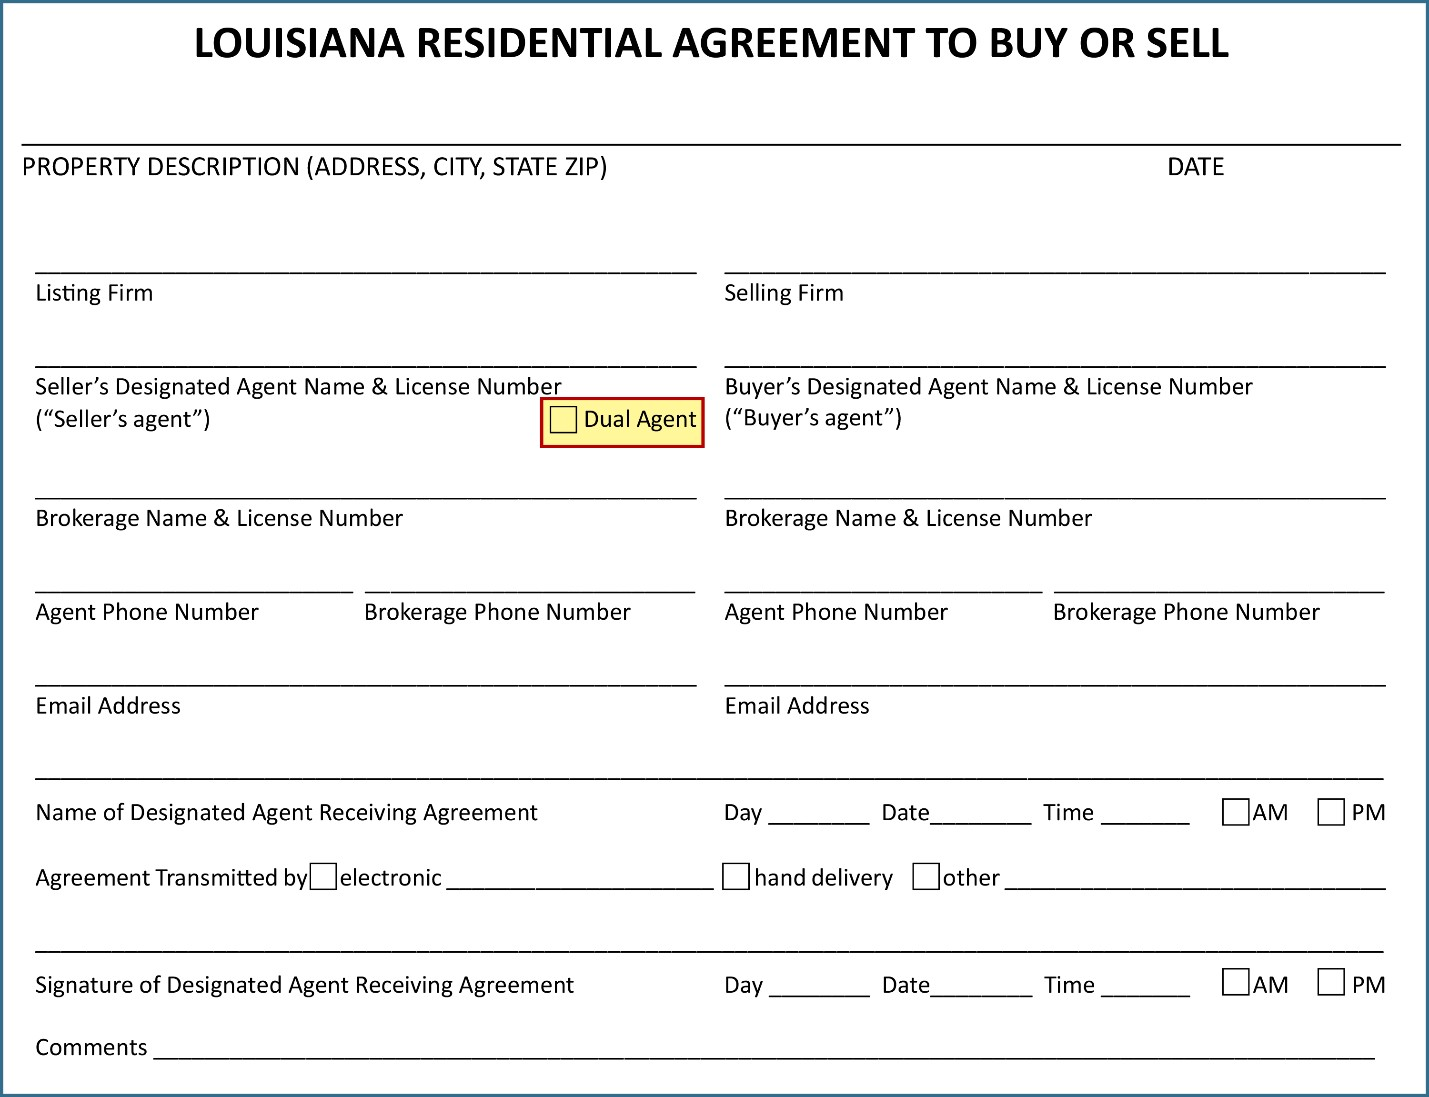 LOUISIANA RESIDENTIAL AGREEMENT TO BUY OR SELL
PROPERTY DESCRIPTION (ADDRESS, CITY, STATE ZIP) DATE
Listing Firm Selling Firm
Seller’s Designated Agent Name & License Number Buyer’s Designated Agent Name & License Number
(“Seller’s agent”) Dual Agent (“Buyer’s agent”)
Brokerage Name & License Number Brokerage Name & License Number
Agent Phone Number Brokerage Phone Number Agent Phone Number Brokerage Phone Number
Email Address Email Address
Name of Designated Agent Receiving Agreement Day ________ Date________ Time _______ AM PM
Agreement Transmitted by electronic _____________________ hand delivery other ______________________________
Signature of Designated Agent Receiving Agreement Day ________ Date________ Time _______ AM PM
Comments ________________________________________________________________________________________________